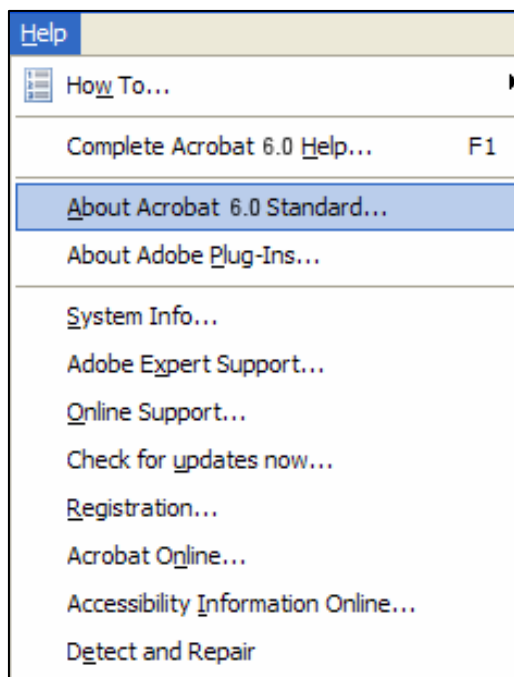 Help
How To...
Complete Acrobat 6.0 Help... F1
About Acrobat 6.0 Standard...
About Adobe Plug-Ins...
System Info...
Adobe Expert Support...
Online Support...
Check for updates now...
Registration...
Acrobat Online...
Accessibility Information Online...
Detect and Repair